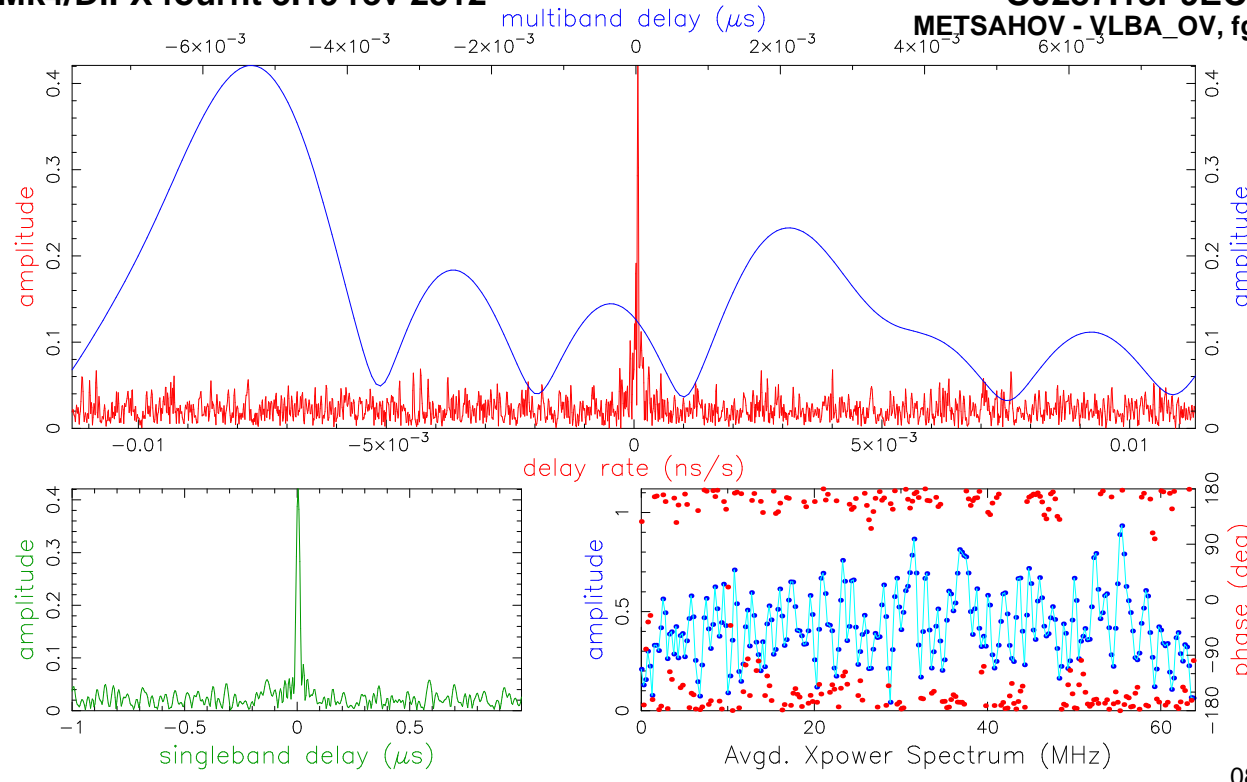 multiband delay (μs)
METSAHOV - VLBA_OV, fg
−6×10⁻³ −4×10⁻³ −2×10⁻³ 0 2×10⁻³ 4×10⁻³ 6×10⁻³
amplitude
0 0.1 0.2 0.3 0.4
0 0.1 0.2 0.3 0.4
amplitude
−0.01 −5×10⁻³ 0 5×10⁻³ 0.01
delay rate (ns/s)
amplitude
0 0.1 0.2 0.3 0.4
−1 −0.5 0 0.5
singleband delay (μs)
amplitude
0 0.5 1
180 90 0 −90 −180
phase (deg)
0 20 40 60
Avgd. Xpower Spectrum (MHz)
08